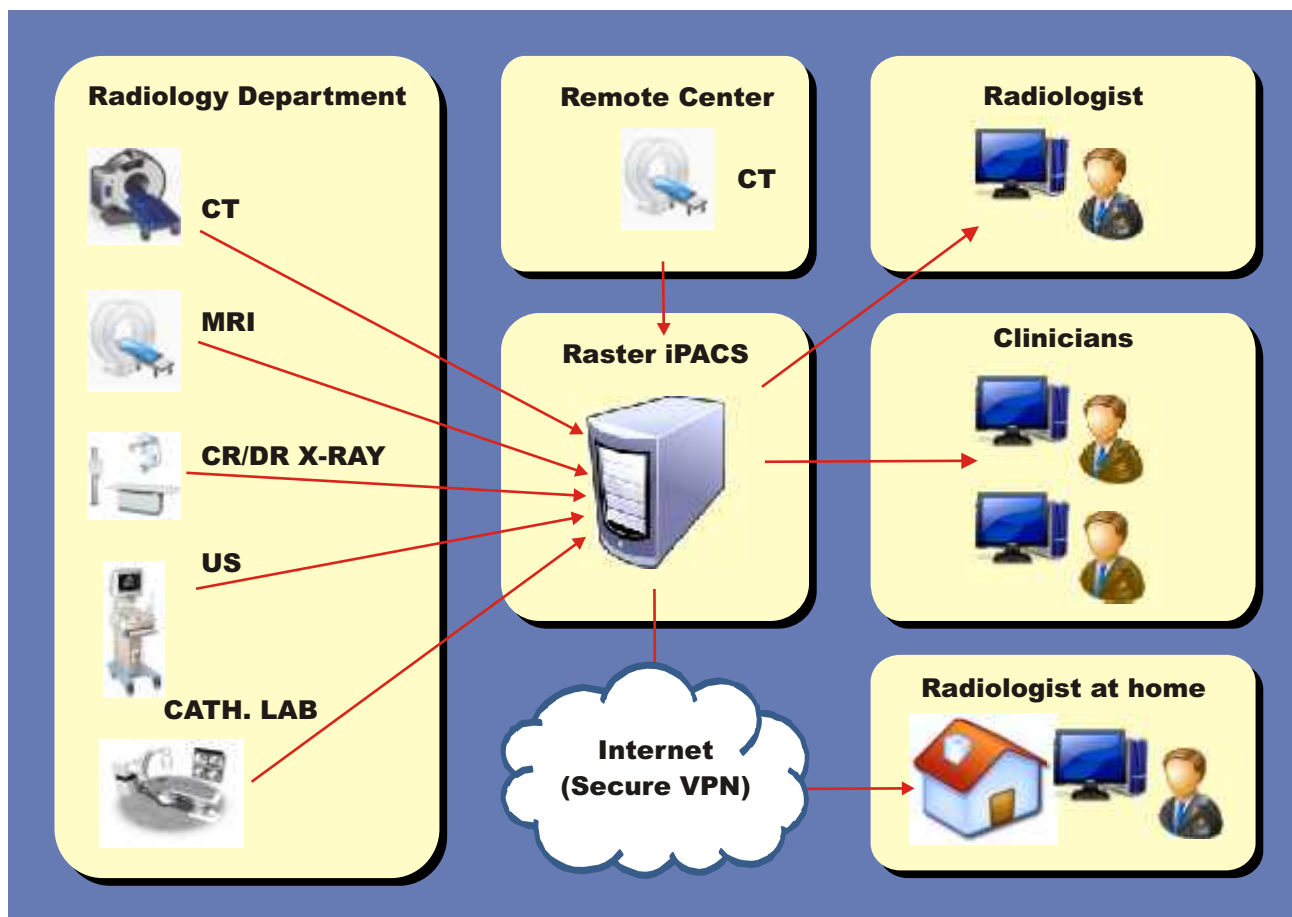 Radiology Department
CT
MRI
CR/DR X-RAY
US
CATH. LAB
Remote Center
CT
Raster iPACS
Internet
(Secure VPN)
Radiologist
Clinicians
Radiologist at home